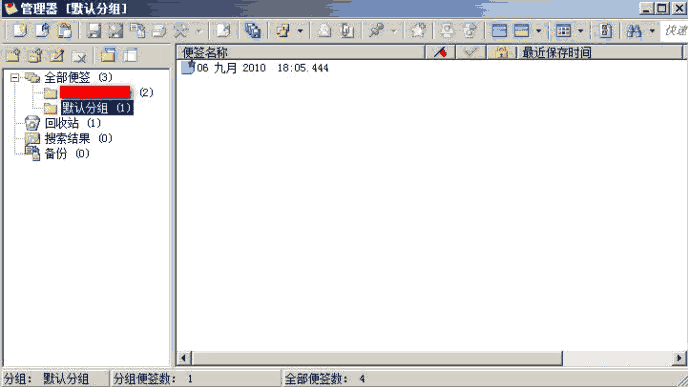 管理器 [默认分组]
快速
便签名称
最近保存时间
06 九月 2010 18:05.444
全部便签 (3)
(2)
默认分组 (1)
回收站 (1)
搜索结果 (0)
备份 (0)
分组: 默认分组
分组便签数: 1
全部便签数: 4